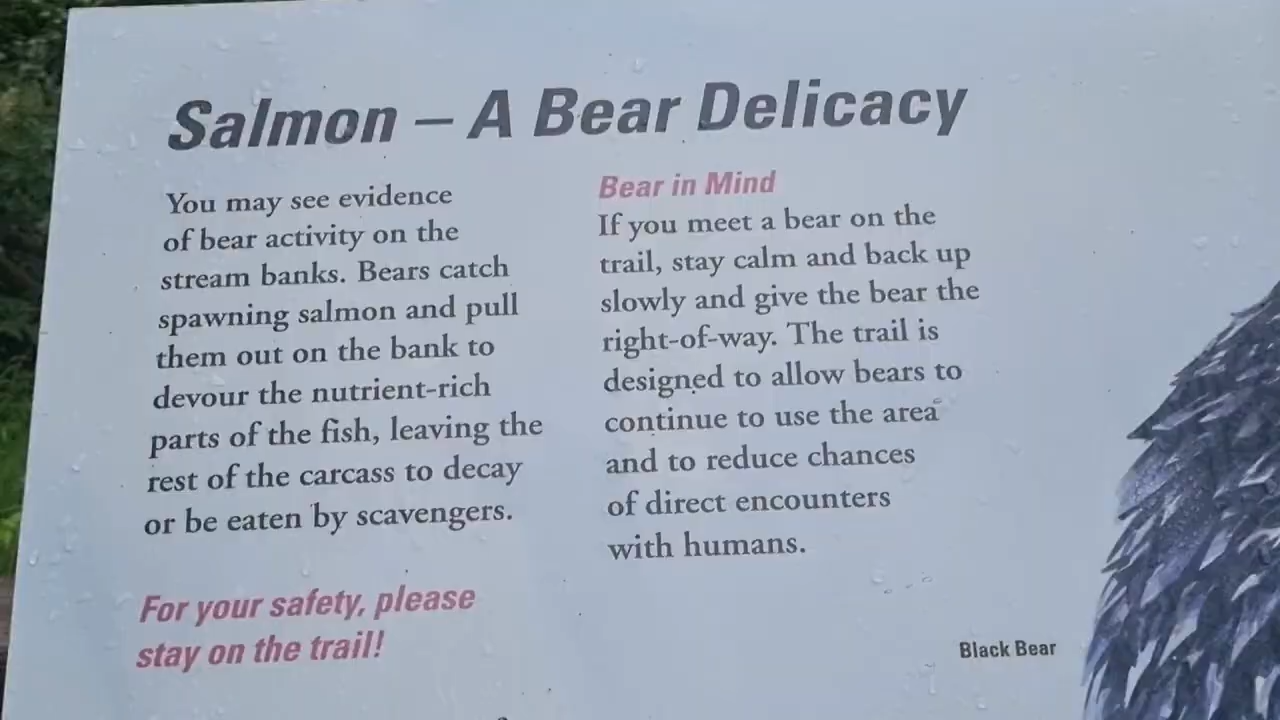 Salmon – A Bear Delicacy
You may see evidence
of bear activity on the
stream banks. Bears catch
spawning salmon and pull
them out on the bank to
devour the nutrient-rich
parts of the fish, leaving the
rest of the carcass to decay
or be eaten by scavengers.
For your safety, please
stay on the trail!
Bear in Mind
If you meet a bear on the
trail, stay calm and back up
slowly and give the bear the
right-of-way. The trail is
designed to allow bears to
continue to use the area
and to reduce chances
of direct encounters
with humans.
Black Bear